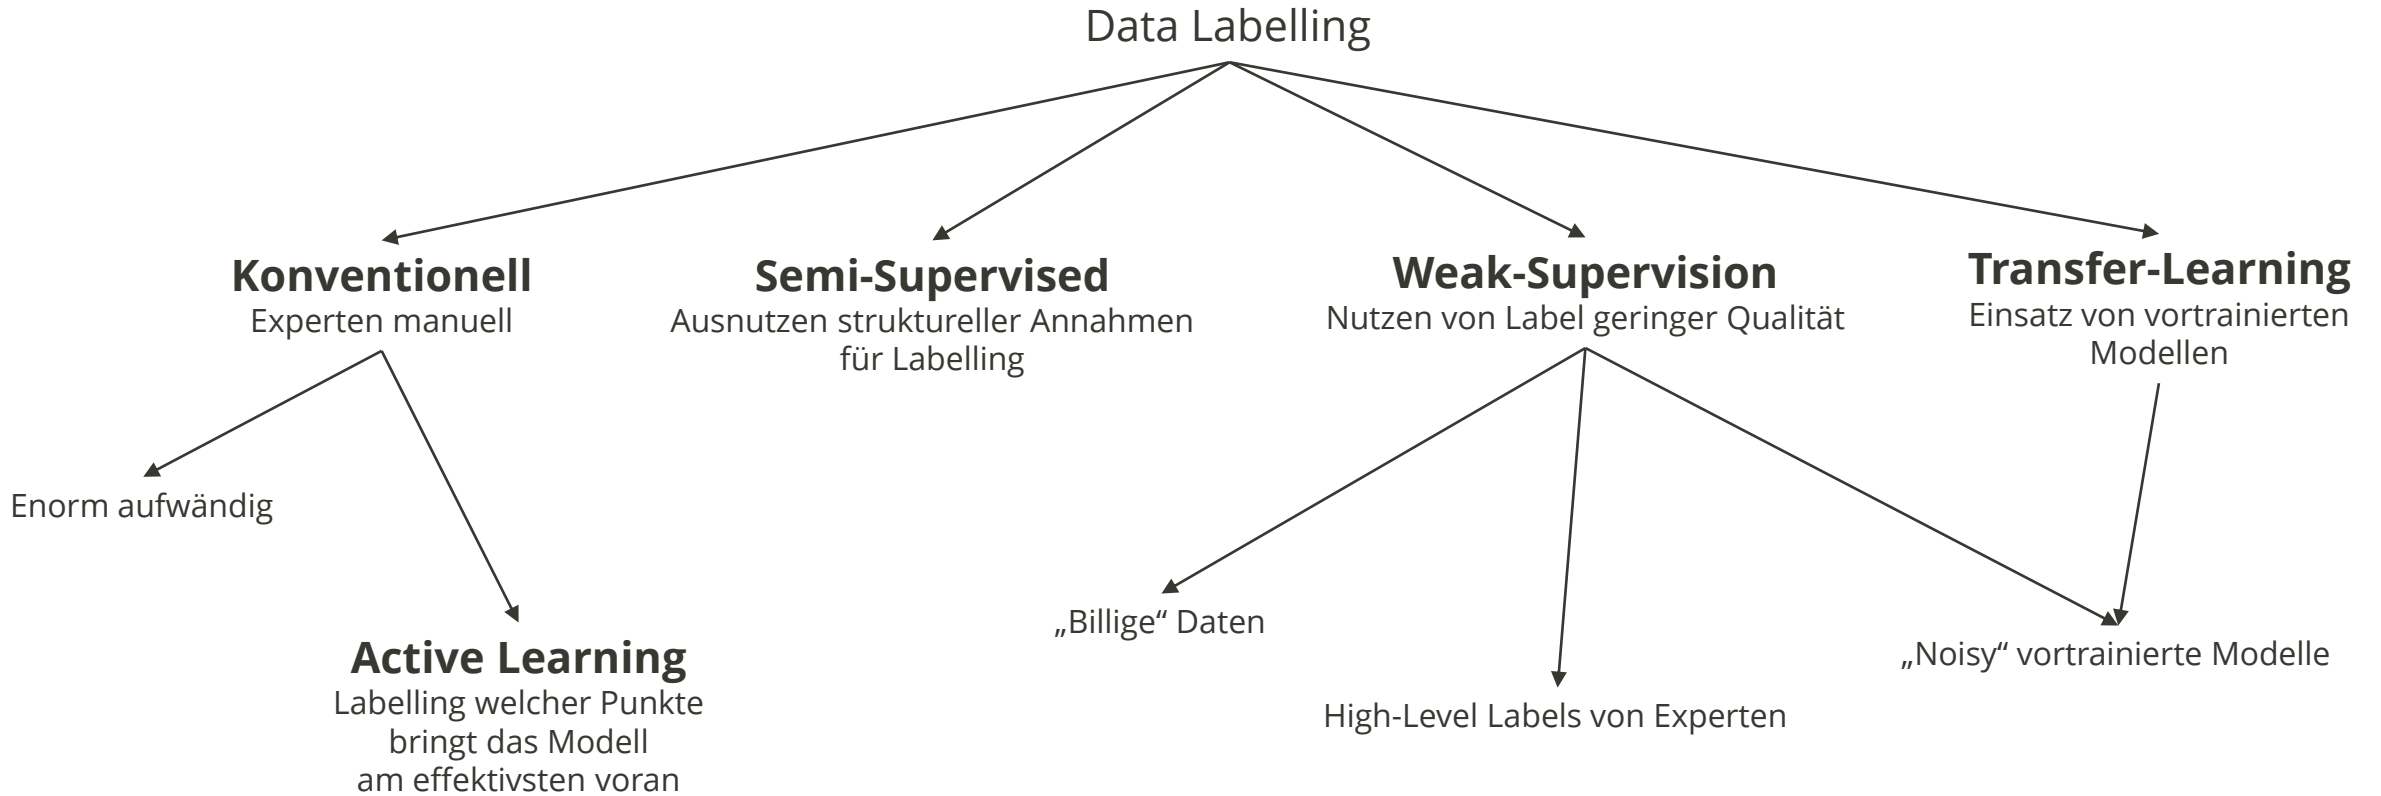 Data Labelling
Konventionell
Experten manuell
Semi-Supervised
Ausnutzen struktureller Annahmen
für Labelling
Weak-Supervision
Nutzen von Label geringer Qualität
Transfer-Learning
Einsatz von vortrainierten
Modellen
Enorm aufwändig
Active Learning
Labelling welcher Punkte
bringt das Modell
am effektivsten voran
„Billige“ Daten
High-Level Labels von Experten
„Noisy“ vortrainierte Modelle